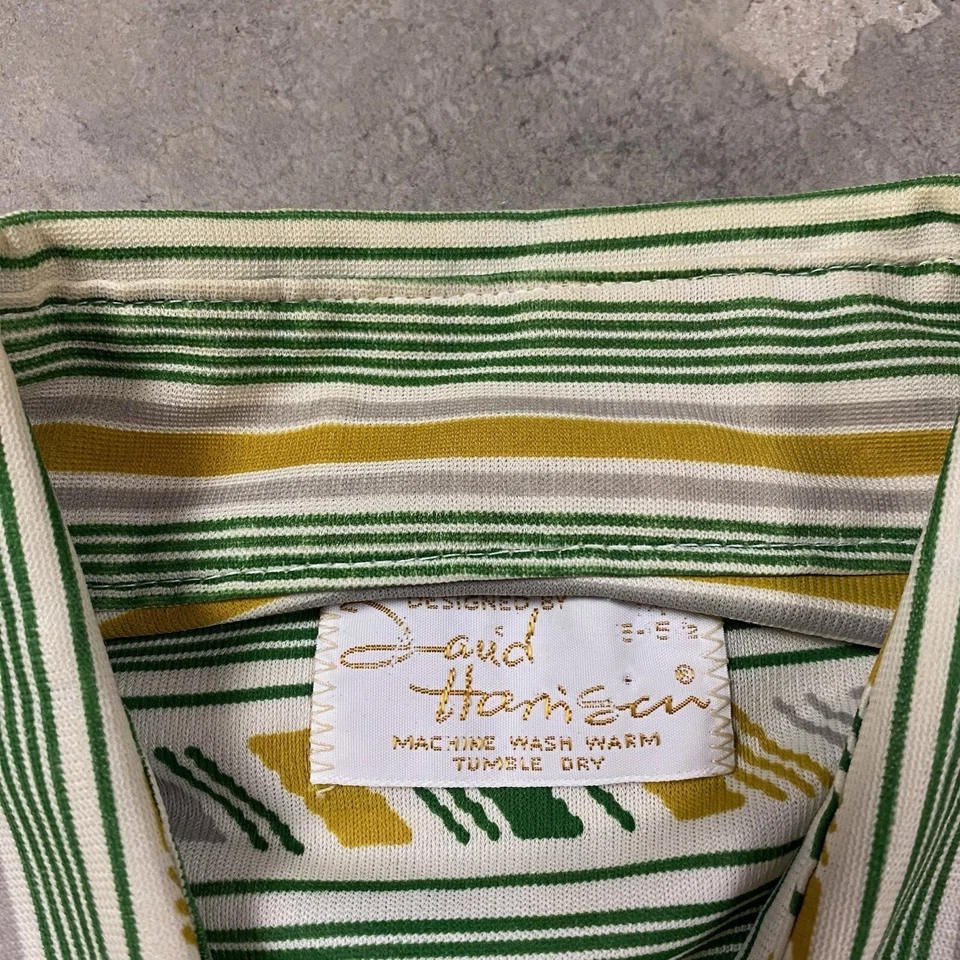 DESIGNED BY
David
Harrison ®
MACHINE WASH WARM
TUMBLE DRY